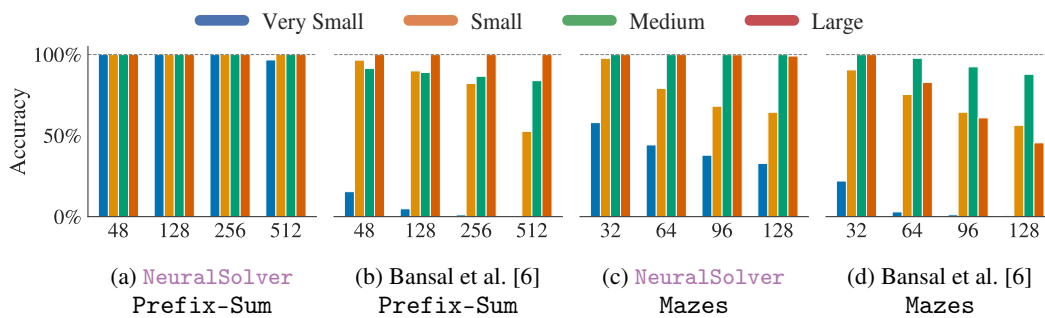 Very Small Small Medium Large
100%
50%
0%
Accuracy
48 128 256 512
48 128 256 512
32 64 96 128
32 64 96 128
(a) NeuralSolver
Prefix-Sum
(b) Bansal et al. [6]
Prefix-Sum
(c) NeuralSolver
Mazes
(d) Bansal et al. [6]
Mazes